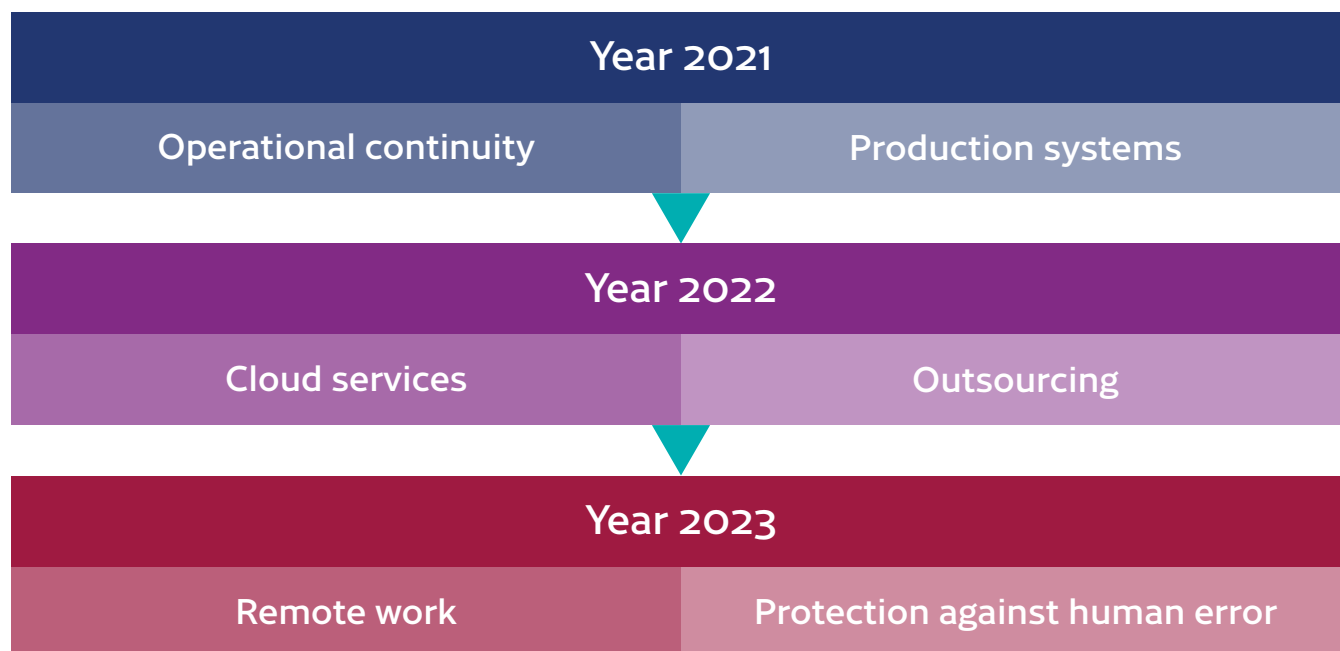 Year 2021
Operational continuity
Production systems
Year 2022
Cloud services
Outsourcing
Year 2023
Remote work
Protection against human error